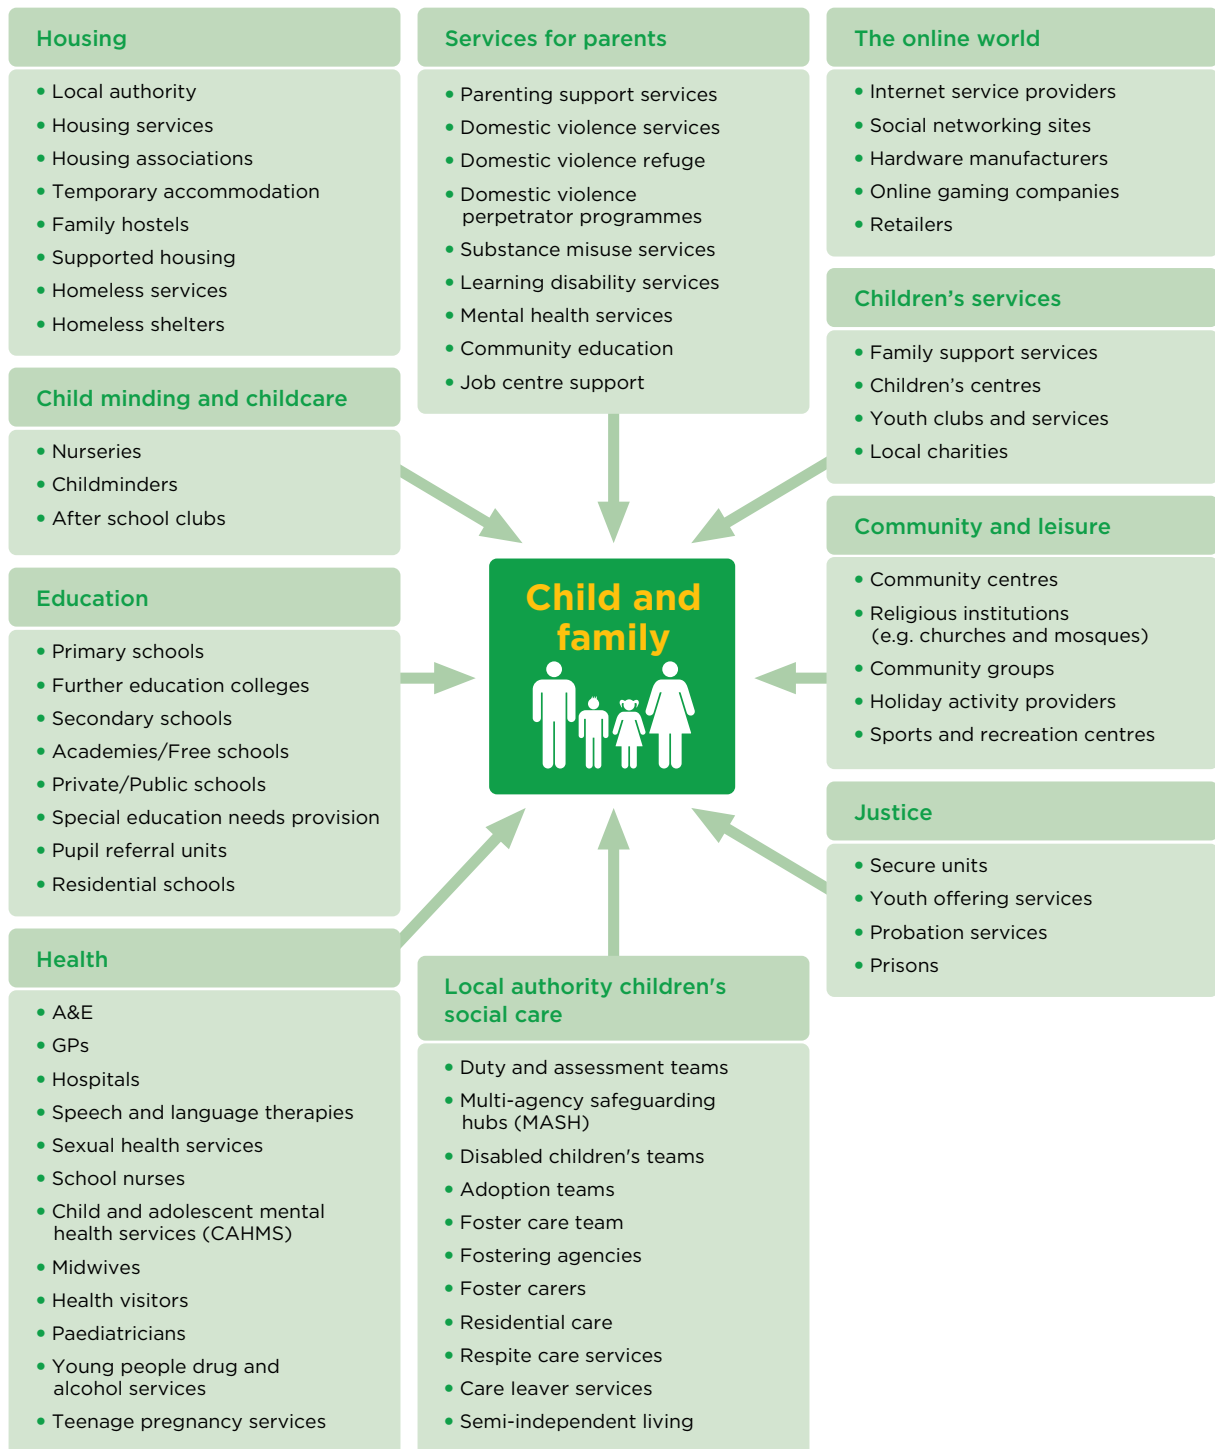 Housing
• Local authority
• Housing services
• Housing associations
• Temporary accommodation
• Family hostels
• Supported housing
• Homeless services
• Homeless shelters
Child minding and childcare
• Nurseries
• Childminders
• After school clubs
Education
• Primary schools
• Further education colleges
• Secondary schools
• Academies/Free schools
• Private/Public schools
• Special education needs provision
• Pupil referral units
• Residential schools
Health
• A&E
• GPs
• Hospitals
• Speech and language therapies
• Sexual health services
• School nurses
• Child and adolescent mental
health services (CAHMS)
• Midwives
• Health visitors
• Paediatricians
• Young people drug and
alcohol services
• Teenage pregnancy services
Services for parents
• Parenting support services
• Domestic violence services
• Domestic violence refuge
• Domestic violence
perpetrator programmes
• Substance misuse services
• Learning disability services
• Mental health services
• Community education
• Job centre support
Child and
family
Local authority children's
social care
• Duty and assessment teams
• Multi-agency safeguarding
hubs (MASH)
• Disabled children's teams
• Adoption teams
• Foster care team
• Fostering agencies
• Foster carers
• Residential care
• Respite care services
• Care leaver services
• Semi-independent living
The online world
• Internet service providers
• Social networking sites
• Hardware manufacturers
• Online gaming companies
• Retailers
Children’s services
• Family support services
• Children’s centres
• Youth clubs and services
• Local charities
Community and leisure
• Community centres
• Religious institutions
(e.g. churches and mosques)
• Community groups
• Holiday activity providers
• Sports and recreation centres
Justice
• Secure units
• Youth offering services
• Probation services
• Prisons